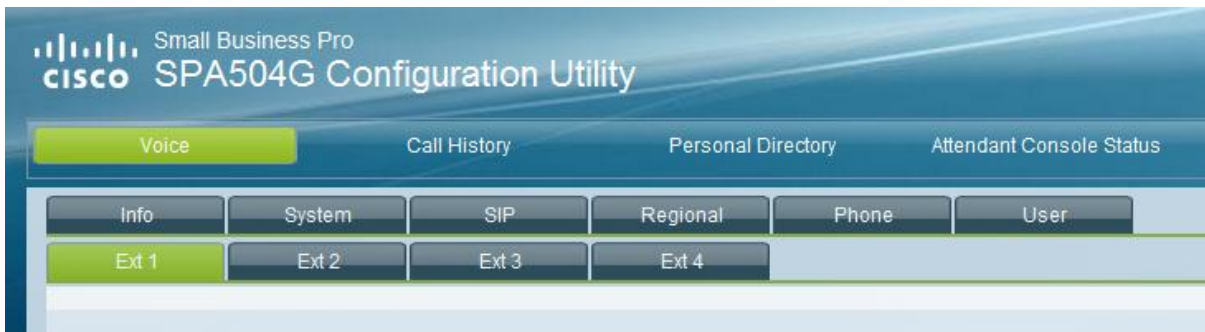 Small Business Pro
cisco SPA504G Configuration Utility
Voice Call History Personal Directory Attendant Console Status
Info System SIP Regional Phone User
Ext 1 Ext 2 Ext 3 Ext 4